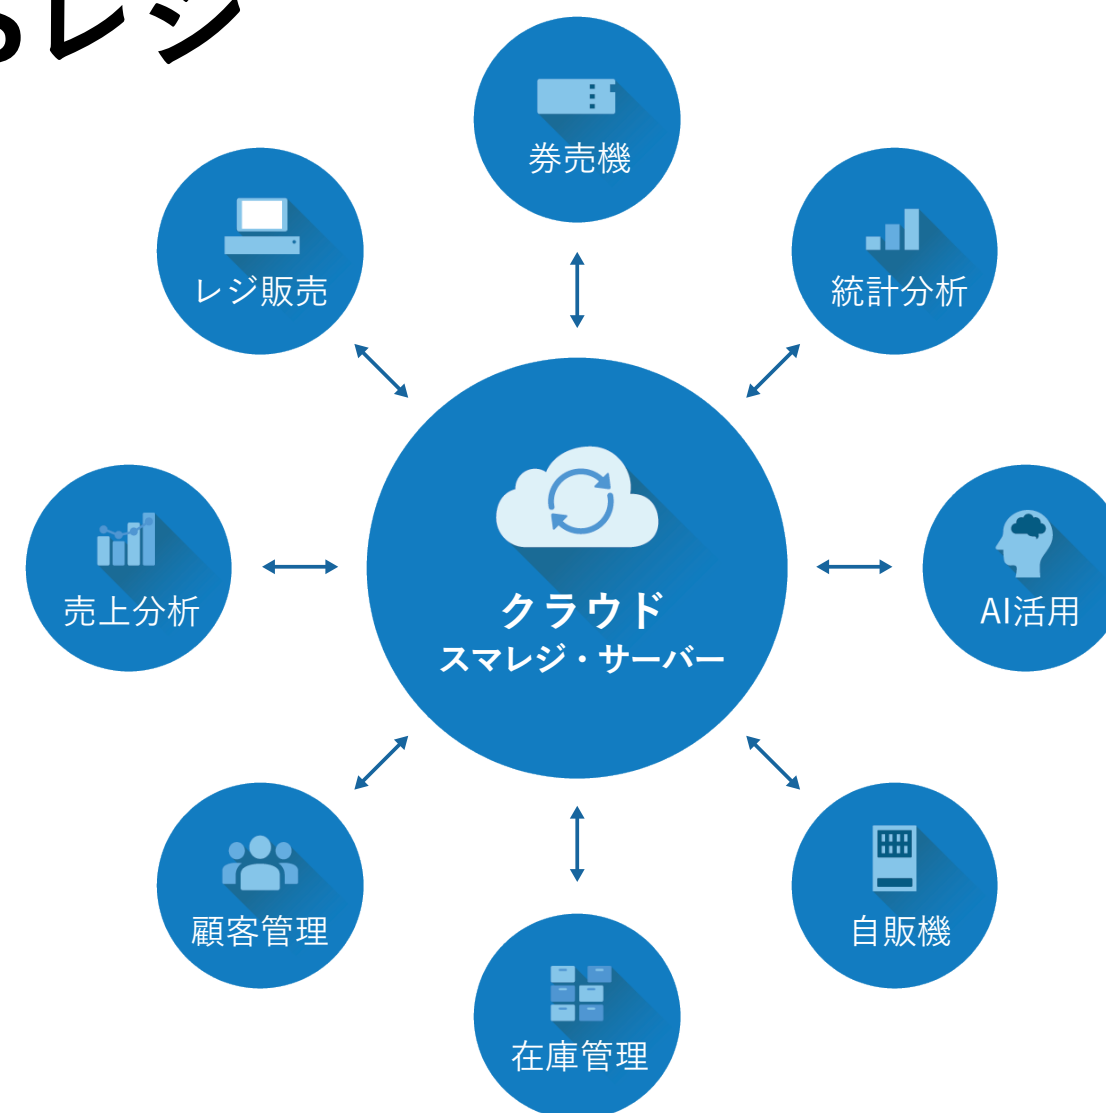 レジ
券売機
レジ販売
統計分析
売上分析
クラウド
スマレジ・サーバー
AI活用
顧客管理
自販機
在庫管理